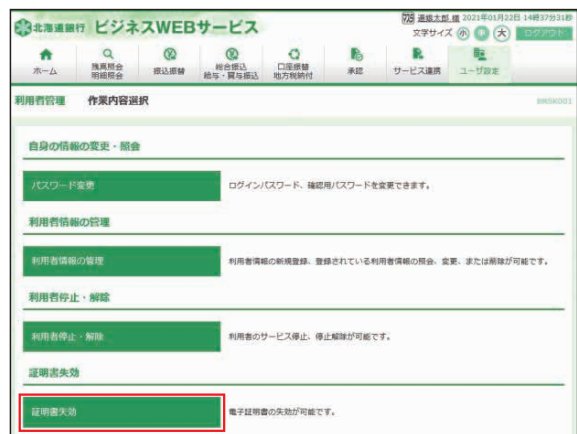 北海道銀行 ビジネスWEBサービス
道銀太郎 様 2021年01月22日 14時37分31秒
文字サイズ 小 中 大 ログアウト
ホーム
残高照会 明細照会
振込振替
総合振込 給与・賞与振込
口座振替 地方税納付
承認
サービス連携
ユーザ設定
利用者管理 作業内容選択 BRSK001
自身の情報の変更・照会
パスワード変更 ログインパスワード、確認用パスワードを変更できます。
利用者情報の管理
利用者情報の管理 利用者情報の新規登録、登録されている利用者情報の照会、変更、または削除が可能です。
利用者停止・解除
利用者停止・解除 利用者のサービス停止、停止解除が可能です。
証明書失効
証明書失効 電子証明書の失効が可能です。